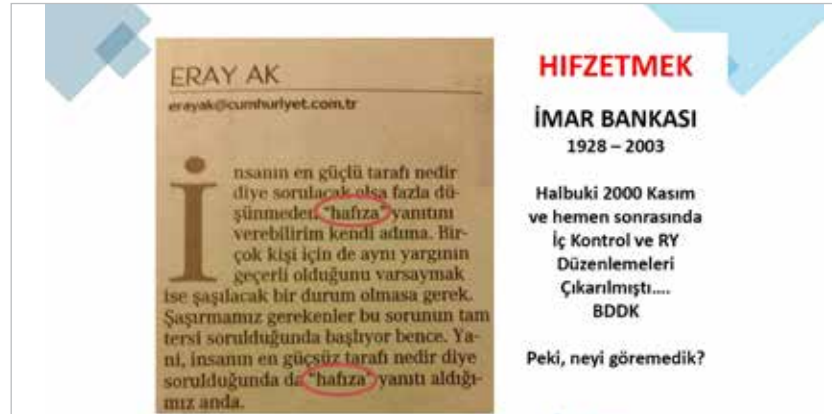 ERAY AK
erayak@cumhuriyet.com.tr
İnsanın en güçlü tarafı nedir
diye sorulacak olsa fazla dü-
şünmeden “hafıza” yanıtını
verebilirim kendi adıma. Bir-
çok kişi için de aynı yargının
geçerli olduğunu varsaymak
ise şaşılacak bir durum olmasa gerek.
Şaşırmamız gerekenler bu sorunun tam
tersi sorulduğunda başlıyor bence. Ya-
ni, insanın en güçsüz tarafı nedir diye
sorulduğunda da “hafıza” yanıtı aldığı-
mız anda.
HIFZETMEK
İMAR BANKASI
1928 – 2003
Halbuki 2000 Kasım
ve hemen sonrasında
İç Kontrol ve RY
Düzenlemeleri
Çıkarılmıştı....
BDDK
Peki, neyi göremedik?